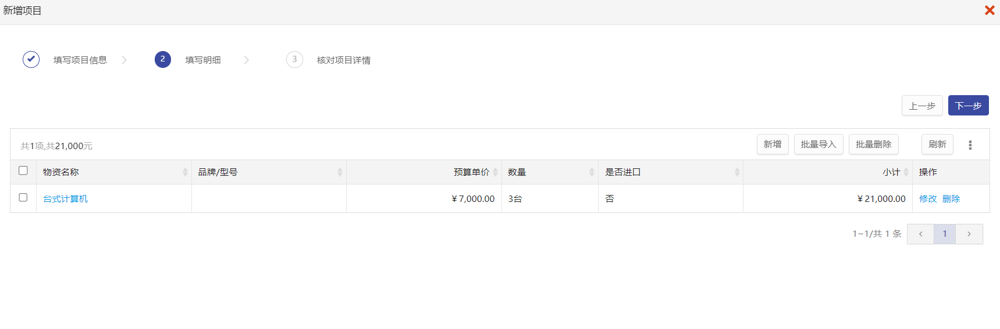 新增项目
填写项目信息 2 填写明细 3 核对项目详情
上一步 下一步
共1项,共21,000元 新增 批量导入 批量删除 刷新
物资名称 品牌/型号 预算单价 数量 是否进口 小计 操作
台式计算机 ￥7,000.00 3台 否 ￥21,000.00 修改 删除
1~1/共 1 条 1